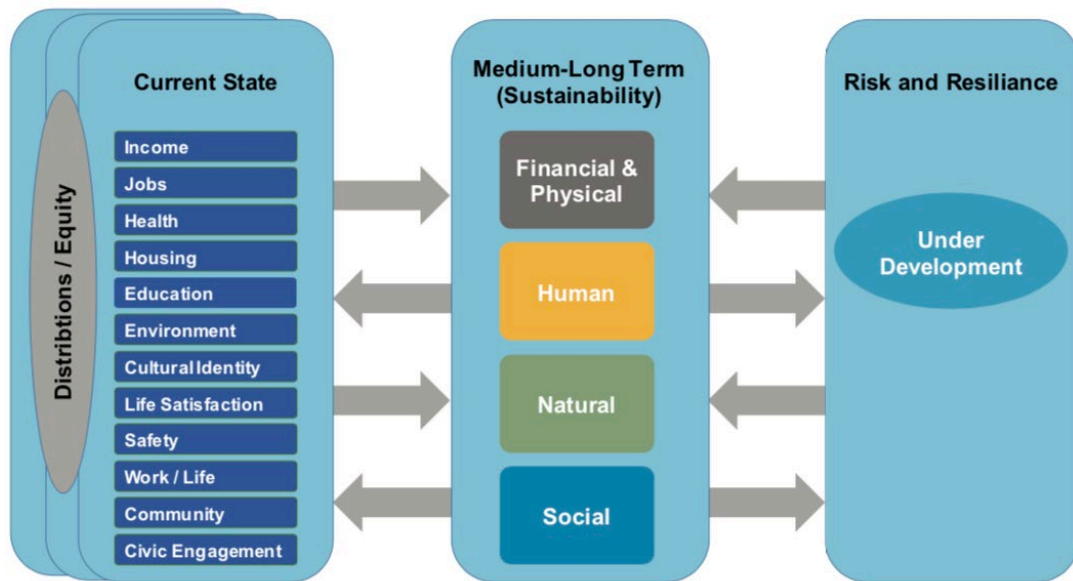 Distribtions / Equity
Current State
Income
Jobs
Health
Housing
Education
Environment
Cultural Identity
Life Satisfaction
Safety
Work / Life
Community
Civic Engagement
Medium-Long Term
(Sustainability)
Financial &
Physical
Human
Natural
Social
Risk and Resiliance
Under
Development